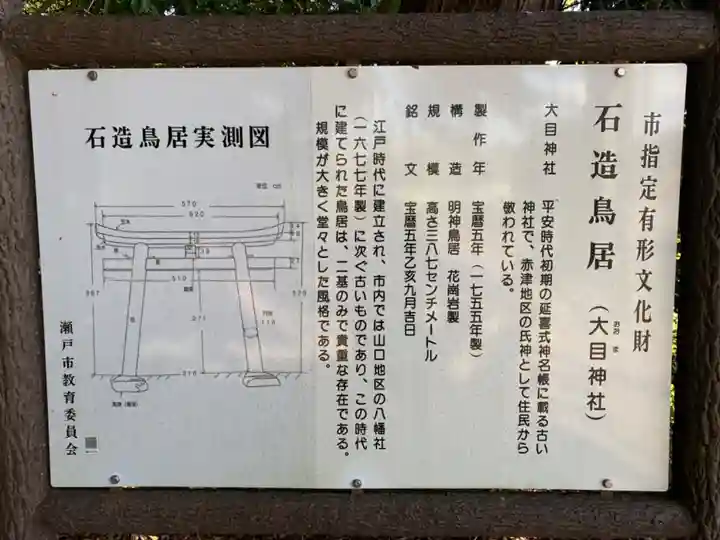 市指定有形文化財
石造鳥居（大目神社）
おおま
大目神社　平安時代初期の延喜式神名帳に載る古い
神社で、赤津地区の氏神として住民から
敬われている。
製作年　宝暦五年（一七五五年製）
構造　明神鳥居　花崗岩製
規模　高さ三八七センチメートル
銘文　宝暦五年乙亥九月吉日
江戸時代に建立され、市内では山口地区の八幡社
（一六七七年製）に次ぐ古いものであり、この時代
に建てられた鳥居は、二基のみで貴重な存在である。
規模が大きく堂々とした風格である。
石造鳥居実測図
570
520
510
387
271
316
瀬戸市教育委員会